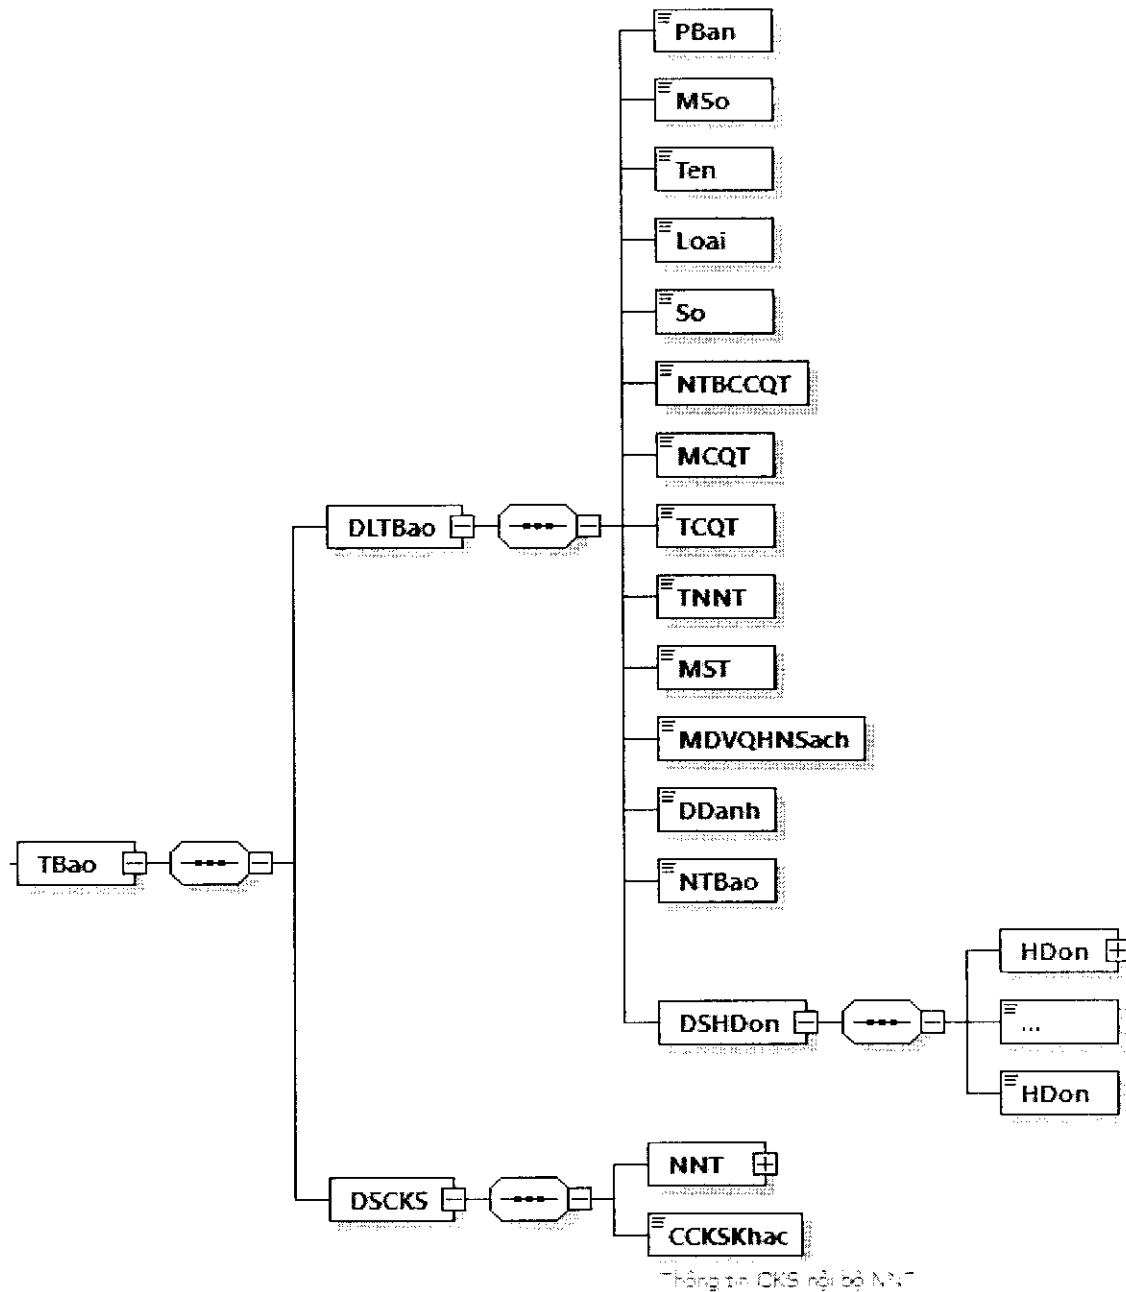 PBan
MSo
Ten
Loai
So
NTBCCQT
MCQT
DLTBao
TCQT
TNNT
MST
MDVQHNSach
DDanh
TBao
NTBao
HDon
DSHDon
...
HDon
NNT
DSCKS
CCKSKhac
Thông tin CKS nội bộ NNT